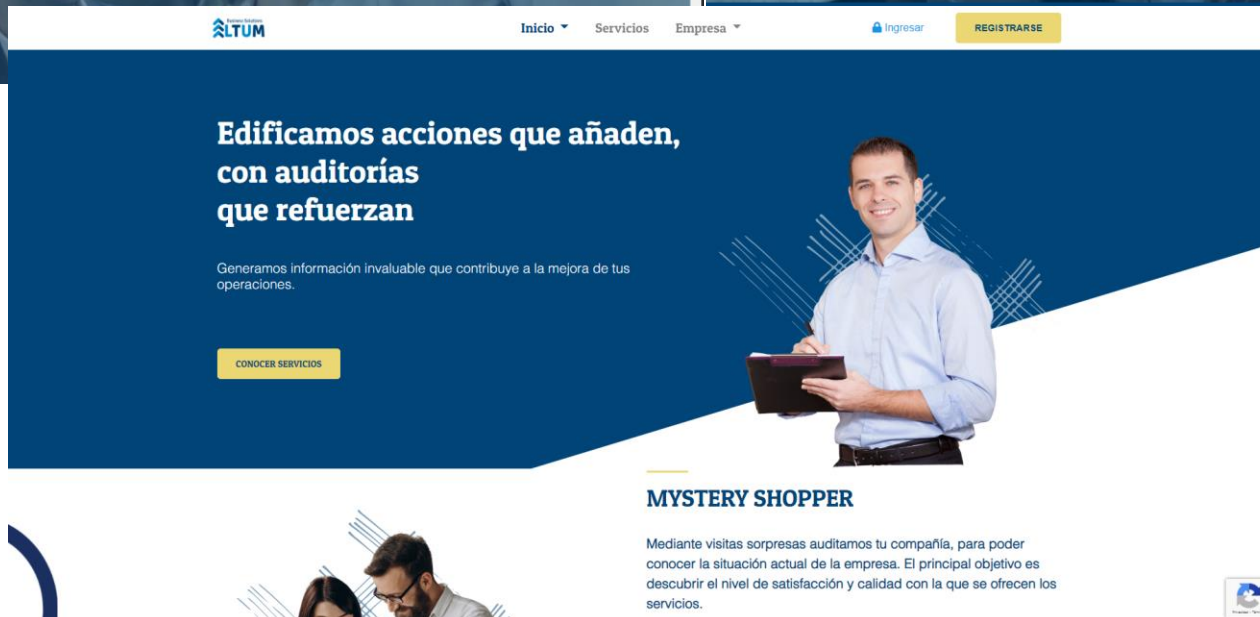 Business Solutions
ALTUM
Inicio
Servicios
Empresa
Ingresar
REGISTRARSE
Edificamos acciones que añaden,
con auditorías
que refuerzan
Generamos información invaluable que contribuye a la mejora de tus
operaciones.
CONOCER SERVICIOS
MYSTERY SHOPPER
Mediante visitas sorpresas auditamos tu compañía, para poder
conocer la situación actual de la empresa. El principal objetivo es
descubrir el nivel de satisfacción y calidad con la que se ofrecen los
servicios.